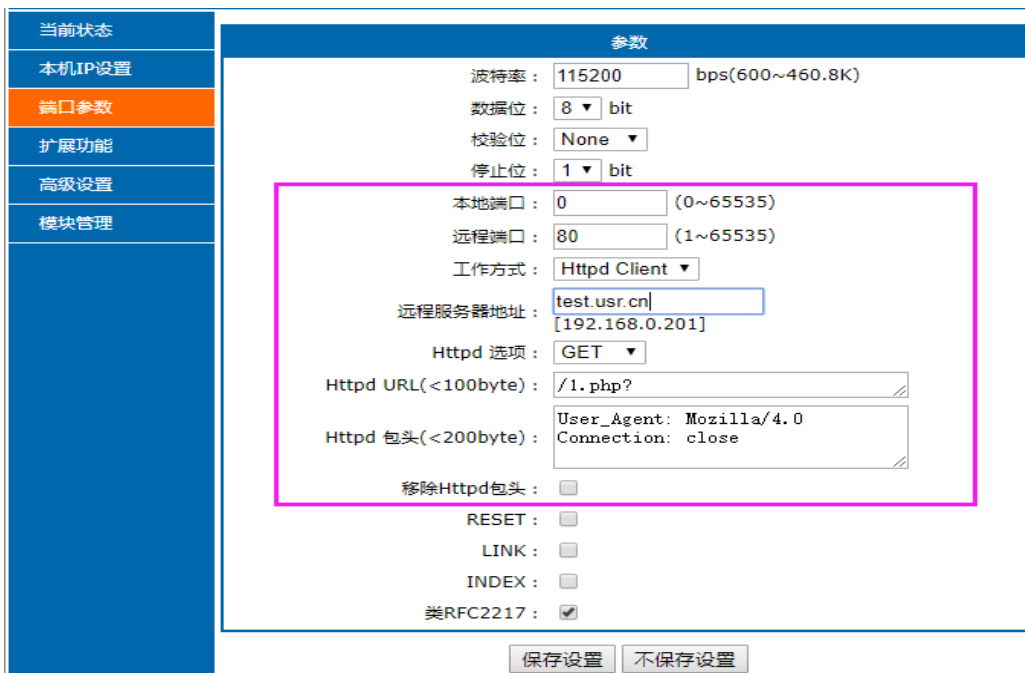 当前状态
本机IP设置
端口参数
扩展功能
高级设置
模块管理
参数
波特率： 115200 bps(600~460.8K)
数据位： 8 bit
校验位： None
停止位： 1 bit
本地端口： 0 (0~65535)
远程端口： 80 (1~65535)
工作方式： Httpd Client
远程服务器地址： test.usr.cn
[192.168.0.201]
Httpd 选项： GET
Httpd URL(<100byte)： /1.php?
Httpd 包头(<200byte)： User_Agent: Mozilla/4.0
Connection: close
移除Httpd包头：
RESET：
LINK：
INDEX：
类RFC2217：
保存设置 不保存设置